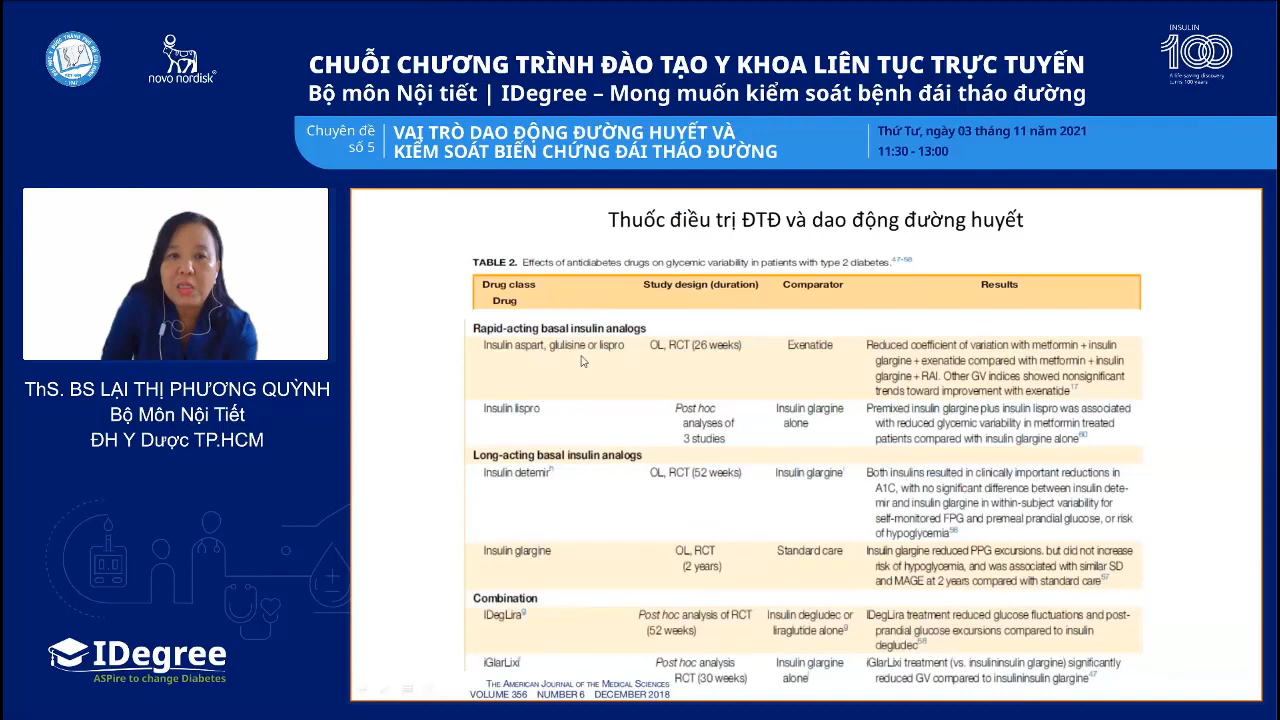 novo nordisk
INSULIN
100
A life-saving discovery
turns 100 years
CHUỖI CHƯƠNG TRÌNH ĐÀO TẠO Y KHOA LIÊN TỤC TRỰC TUYẾN
Bộ môn Nội tiết | IDegree – Mong muốn kiểm soát bệnh đái tháo đường
Chuyên đề
số 5
VAI TRÒ DAO ĐỘNG ĐƯỜNG HUYẾT VÀ
KIỂM SOÁT BIẾN CHỨNG ĐÁI THÁO ĐƯỜNG
Thứ Tư, ngày 03 tháng 11 năm 2021
11:30 - 13:00
ThS. BS LẠI THỊ PHƯƠNG QUỲNH
Bộ Môn Nội Tiết
ĐH Y Dược TP.HCM
IDegree
ASPire to change Diabetes
Thuốc điều trị ĐTĐ và dao động đường huyết
TABLE 2. Effects of antidiabetes drugs on glycemic variability in patients with type 2 diabetes.47-58
Drug class Study design (duration) Comparator Results
Drug
Rapid-acting basal insulin analogs
Insulin aspart, glulisine or lispro OL, RCT (26 weeks) Exenatide Reduced coefficient of variation with metformin + insulin
glargine + exenatide compared with metformin + insulin
glargine + RAI. Other GV indices showed nonsignificant
trends toward improvement with exenatide17
Insulin lispro Post hoc Insulin glargine Premixed insulin glargine plus insulin lispro was associated
analyses of alone with reduced glycemic variability in metformin treated
3 studies patients compared with insulin glargine alone60
Long-acting basal insulin analogs
Insulin detemirh OL, RCT (52 weeks) Insulin glargine Both insulins resulted in clinically important reductions in
A1C, with no significant difference between insulin dete-
mir and insulin glargine in within-subject variability for
self-monitored FPG and premeal prandial glucose, or risk
of hypoglycemia56
Insulin glargine OL, RCT Standard care Insulin glargine reduced PPG excursions. but did not increase
(2 years) risk of hypoglycemia, and was associated with similar SD
and MAGE at 2 years compared with standard care57
Combination
IDegLirag Post hoc analysis of RCT Insulin degludec or IDegLira treatment reduced glucose fluctuations and post-
(52 weeks) liraglutide aloneg prandial glucose excursions compared to insulin
degludec58
iGlarLixi Post hoc analysis Insulin glargine iGlarLixi treatment (vs. insulininsulin glargine) significantly
RCT (30 weeks) alone reduced GV compared to insulininsulin glargine47
THE AMERICAN JOURNAL OF THE MEDICAL SCIENCES
VOLUME 356 NUMBER 6 DECEMBER 2018